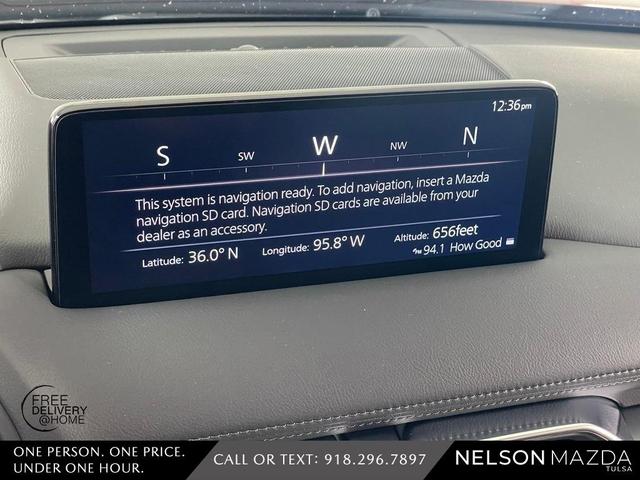 12:36pm
S SW W NW N
This system is navigation ready. To add navigation, insert a Mazda
navigation SD card. Navigation SD cards are available from your
dealer as an accessory.
Latitude: 36.0° N Longitude: 95.8° W Altitude: 656feet
94.1 How Good
FREE
DELIVERY
@HOME
ONE PERSON. ONE PRICE.
UNDER ONE HOUR.
CALL OR TEXT: 918.296.7897
NELSON MAZDA
TULSA